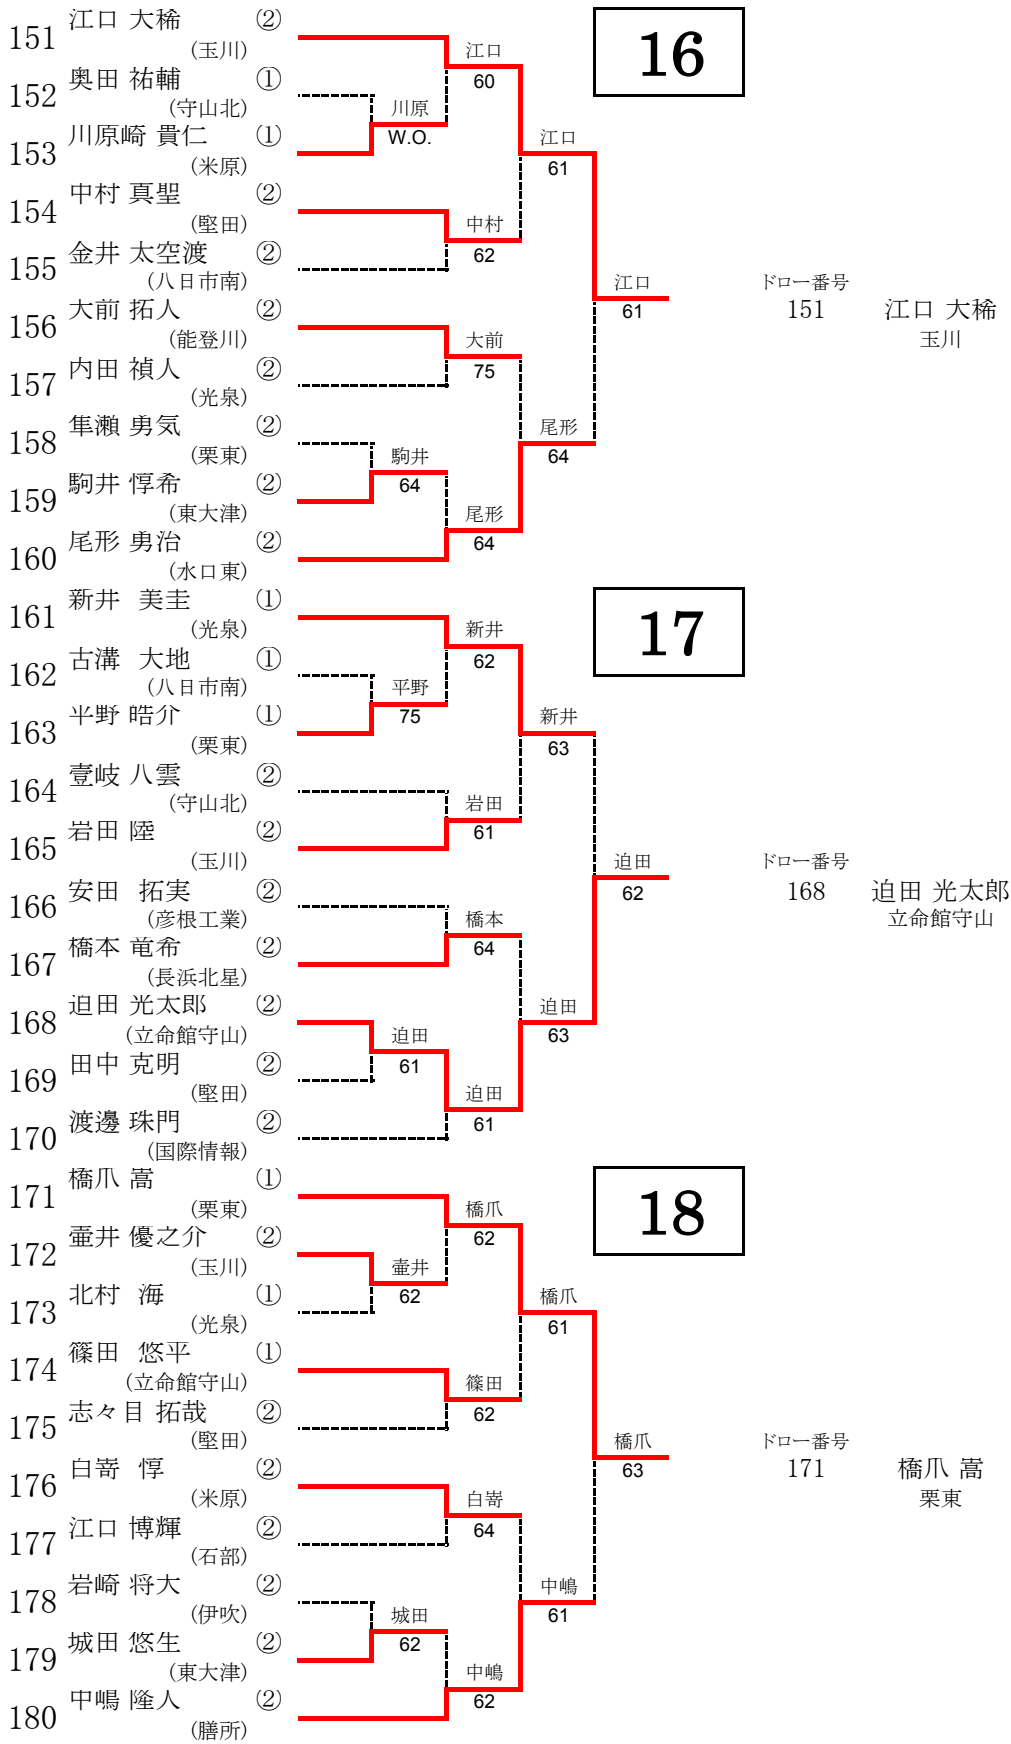 16
151 江口 大稀 ②
(玉川)
152 奥田 祐輔 ①
(守山北)
153 川原崎 貴仁 ①
(米原)
154 中村 真聖 ②
(堅田)
155 金井 太空渡 ②
(八日市南)
156 大前 拓人 ②
(能登川)
157 内田 禎人 ②
(光泉)
158 隼瀬 勇気 ②
(栗東)
159 駒井 惇希 ②
(東大津)
160 尾形 勇治 ②
(水口東)
川原
W.O.
駒井
64
江口
60
中村
62
大前
75
尾形
64
江口
61
尾形
64
江口
61
ドロー番号
151 江口 大稀
玉川
17
161 新井 美圭 ①
(光泉)
162 古溝 大地 ①
(八日市南)
163 平野 晧介 ①
(栗東)
164 壹岐 八雲 ②
(守山北)
165 岩田 陸 ②
(玉川)
166 安田 拓実 ②
(彦根工業)
167 橋本 竜希 ②
(長浜北星)
168 迫田 光太郎 ②
(立命館守山)
169 田中 克明 ②
(堅田)
170 渡邊 珠門 ②
(国際情報)
平野
75
迫田
61
新井
62
岩田
61
橋本
64
迫田
61
新井
63
迫田
63
迫田
62
ドロー番号
168 迫田 光太郎
立命館守山
18
171 橋爪 嵩 ①
(栗東)
172 壷井 優之介 ②
(玉川)
173 北村 海 ①
(光泉)
174 篠田 悠平 ①
(立命館守山)
175 志々目 拓哉 ②
(堅田)
176 白嵜 惇 ②
(米原)
177 江口 博輝 ②
(石部)
178 岩崎 将大 ②
(伊吹)
179 城田 悠生 ②
(東大津)
180 中嶋 隆人 ②
(膳所)
壷井
62
城田
62
橋爪
62
篠田
62
白嵜
64
中嶋
62
橋爪
61
中嶋
61
橋爪
63
ドロー番号
171 橋爪 嵩
栗東